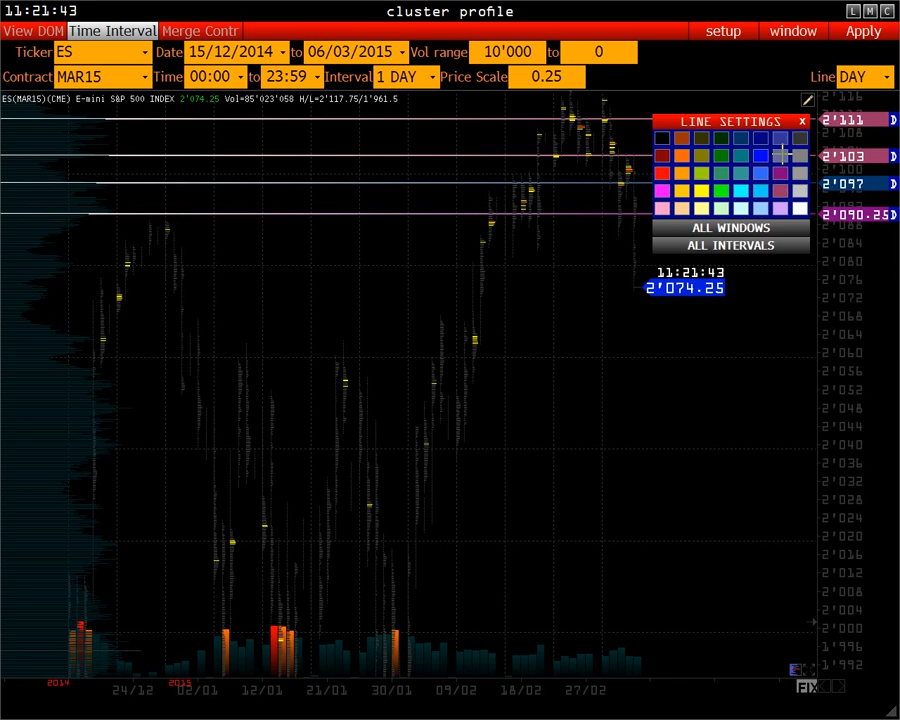 11:21:43 cluster profile L M C
View DOM Time Interval Merge Contr setup window Apply
Ticker ES Date 15/12/2014 to 06/03/2015 Vol range 10'000 to 0
Contract MAR15 Time 00:00 to 23:59 Interval 1 DAY Price Scale 0.25 Line DAY
ES(MAR15)(CME) E-mini S&P 500 INDEX 2'074.25 Vol=85'023'058 H/L=2'117.75/1'961.5
2'116
LINE SETTINGS x
2'111 D
2'108
2'103 D
2'100
2'097 D
2'090.25 D
2'088
ALL WINDOWS
2'084
ALL INTERVALS
2'080
11:21:43
2'076
2'074.25
2'072
2'068
2'064
2'060
2'056
2'052
2'048
2'044
2'040
2'036
2'032
2'028
2'024
2'020
2'016
2'012
2'008
2'004
2'000
1'996
1'992
2014 2015
24/12 02/01 12/01 21/01 30/01 09/02 18/02 27/02
FIX